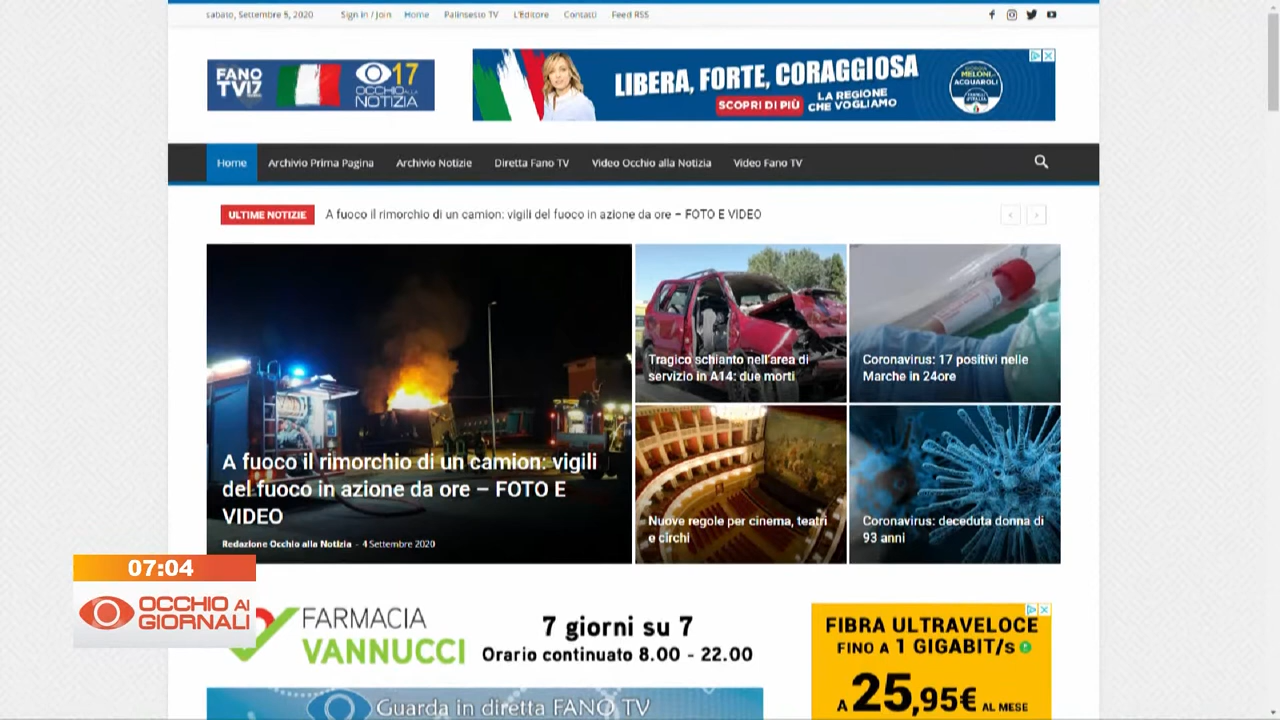 sabato, Settembre 5, 2020
Sign in / Join
Home
Palinsesto TV
L'Editore
Contatti
Feed RSS
FANO
TV17
17
OCCHIO ALLA
NOTIZIA
LIBERA, FORTE, CORAGGIOSA
SCOPRI DI PIÙ
LA REGIONE
CHE VOGLIAMO
GIORGIA
MELONI
ACQUAROLI
Home
Archivio Prima Pagina
Archivio Notizie
Diretta Fano TV
Video Occhio alla Notizia
Video Fano TV
ULTIME NOTIZIE
A fuoco il rimorchio di un camion: vigili del fuoco in azione da ore – FOTO E VIDEO
A fuoco il rimorchio di un camion: vigili
del fuoco in azione da ore – FOTO E
VIDEO
Redazione Occhio alla Notizia - 4 Settembre 2020
Tragico schianto nell'area di
servizio in A14: due morti
Coronavirus: 17 positivi nelle
Marche in 24ore
Nuove regole per cinema, teatri
e circhi
Coronavirus: deceduta donna di
93 anni
07:04
OCCHIO AI
GIORNALI
FARMACIA
VANNUCCI
7 giorni su 7
Orario continuato 8.00 - 22.00
FIBRA ULTRAVELOCE
FINO A 1 GIGABIT/s
A 25,95€ AL MESE
Guarda in diretta FANO TV